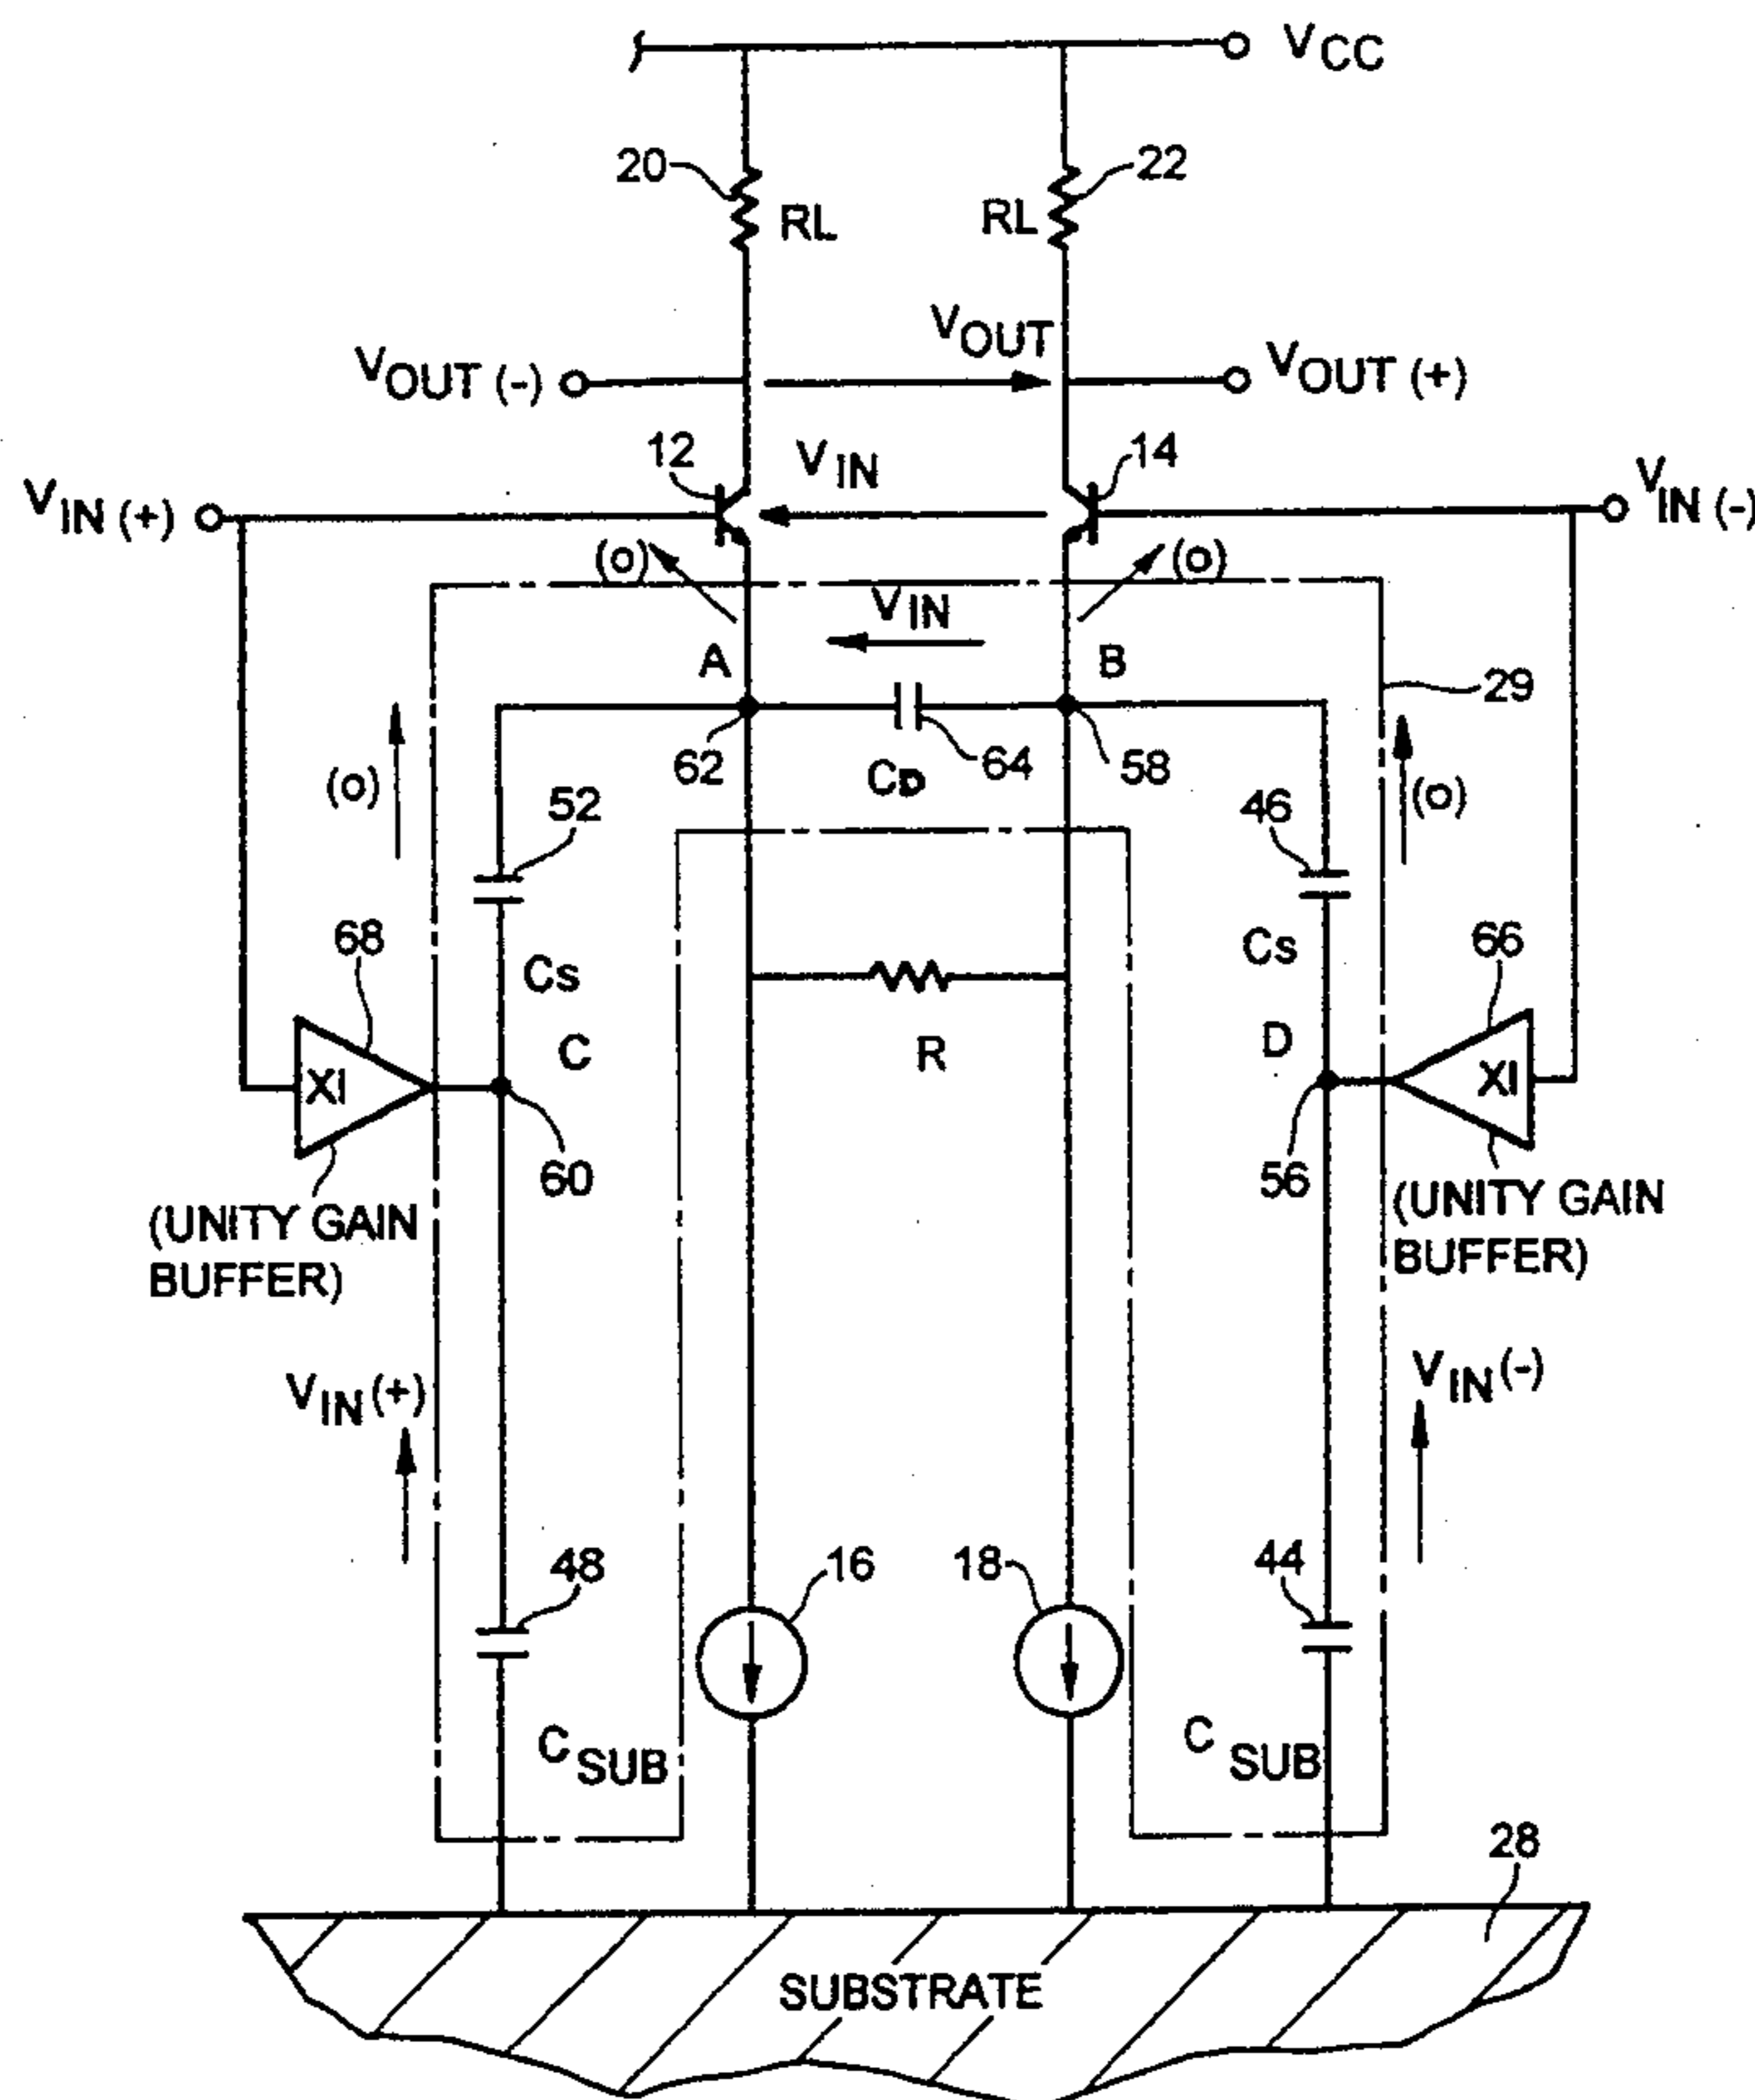 VCC
20
22
RL
RL
VOUT
VOUT (-)
VOUT (+)
12
VIN
14
VIN (+)
VIN (-)
(O)
(O)
VIN
A
B
29
62
CD
64
58
(O)
(O)
52
46
68
Cs
Cs
66
C
R
D
XI
XI
60
56
(UNITY GAIN
BUFFER)
(UNITY GAIN
BUFFER)
VIN (+)
VIN (-)
48
16
18
44
CSUB
C SUB
28
SUBSTRATE